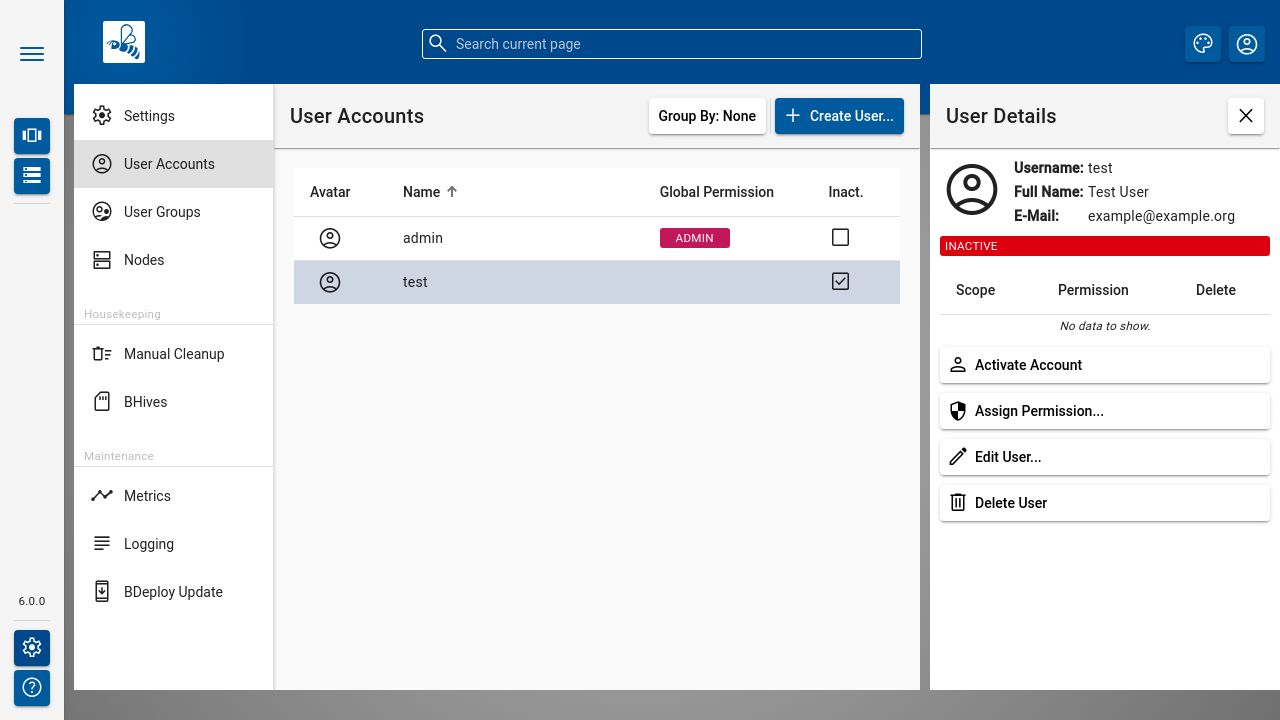 Search current page
Settings
User Accounts
User Groups
Nodes
Housekeeping
Manual Cleanup
BHives
Maintenance
Metrics
Logging
BDeploy Update
6.0.0
User Accounts
Group By: None
Create User...
Avatar Name Global Permission Inact.
admin ADMIN
test
User Details
Username: test
Full Name: Test User
E-Mail: example@example.org
INACTIVE
Scope Permission Delete
No data to show.
Activate Account
Assign Permission...
Edit User...
Delete User